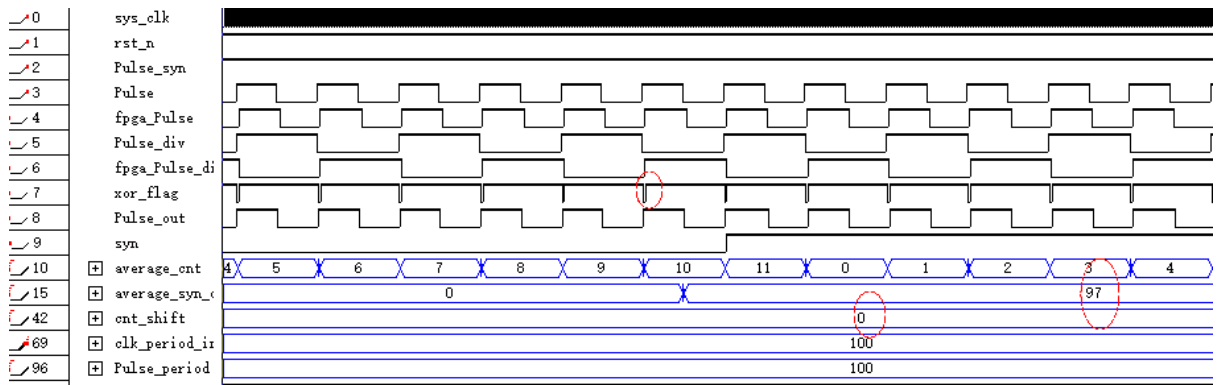 0 sys_clk
1 rst_n
2 Pulse_syn
3 Pulse
4 fpga_Pulse
5 Pulse_div
6 fpga_Pulse_di
7 xor_flag
8 Pulse_out
9 syn
10 + average_cnt 4 5 6 7 8 9 10 11 0 1 2 3 4
15 + average_syn_c 0 97
42 + cnt_shift 0
69 + clk_period_in 100
96 + Pulse_period 100